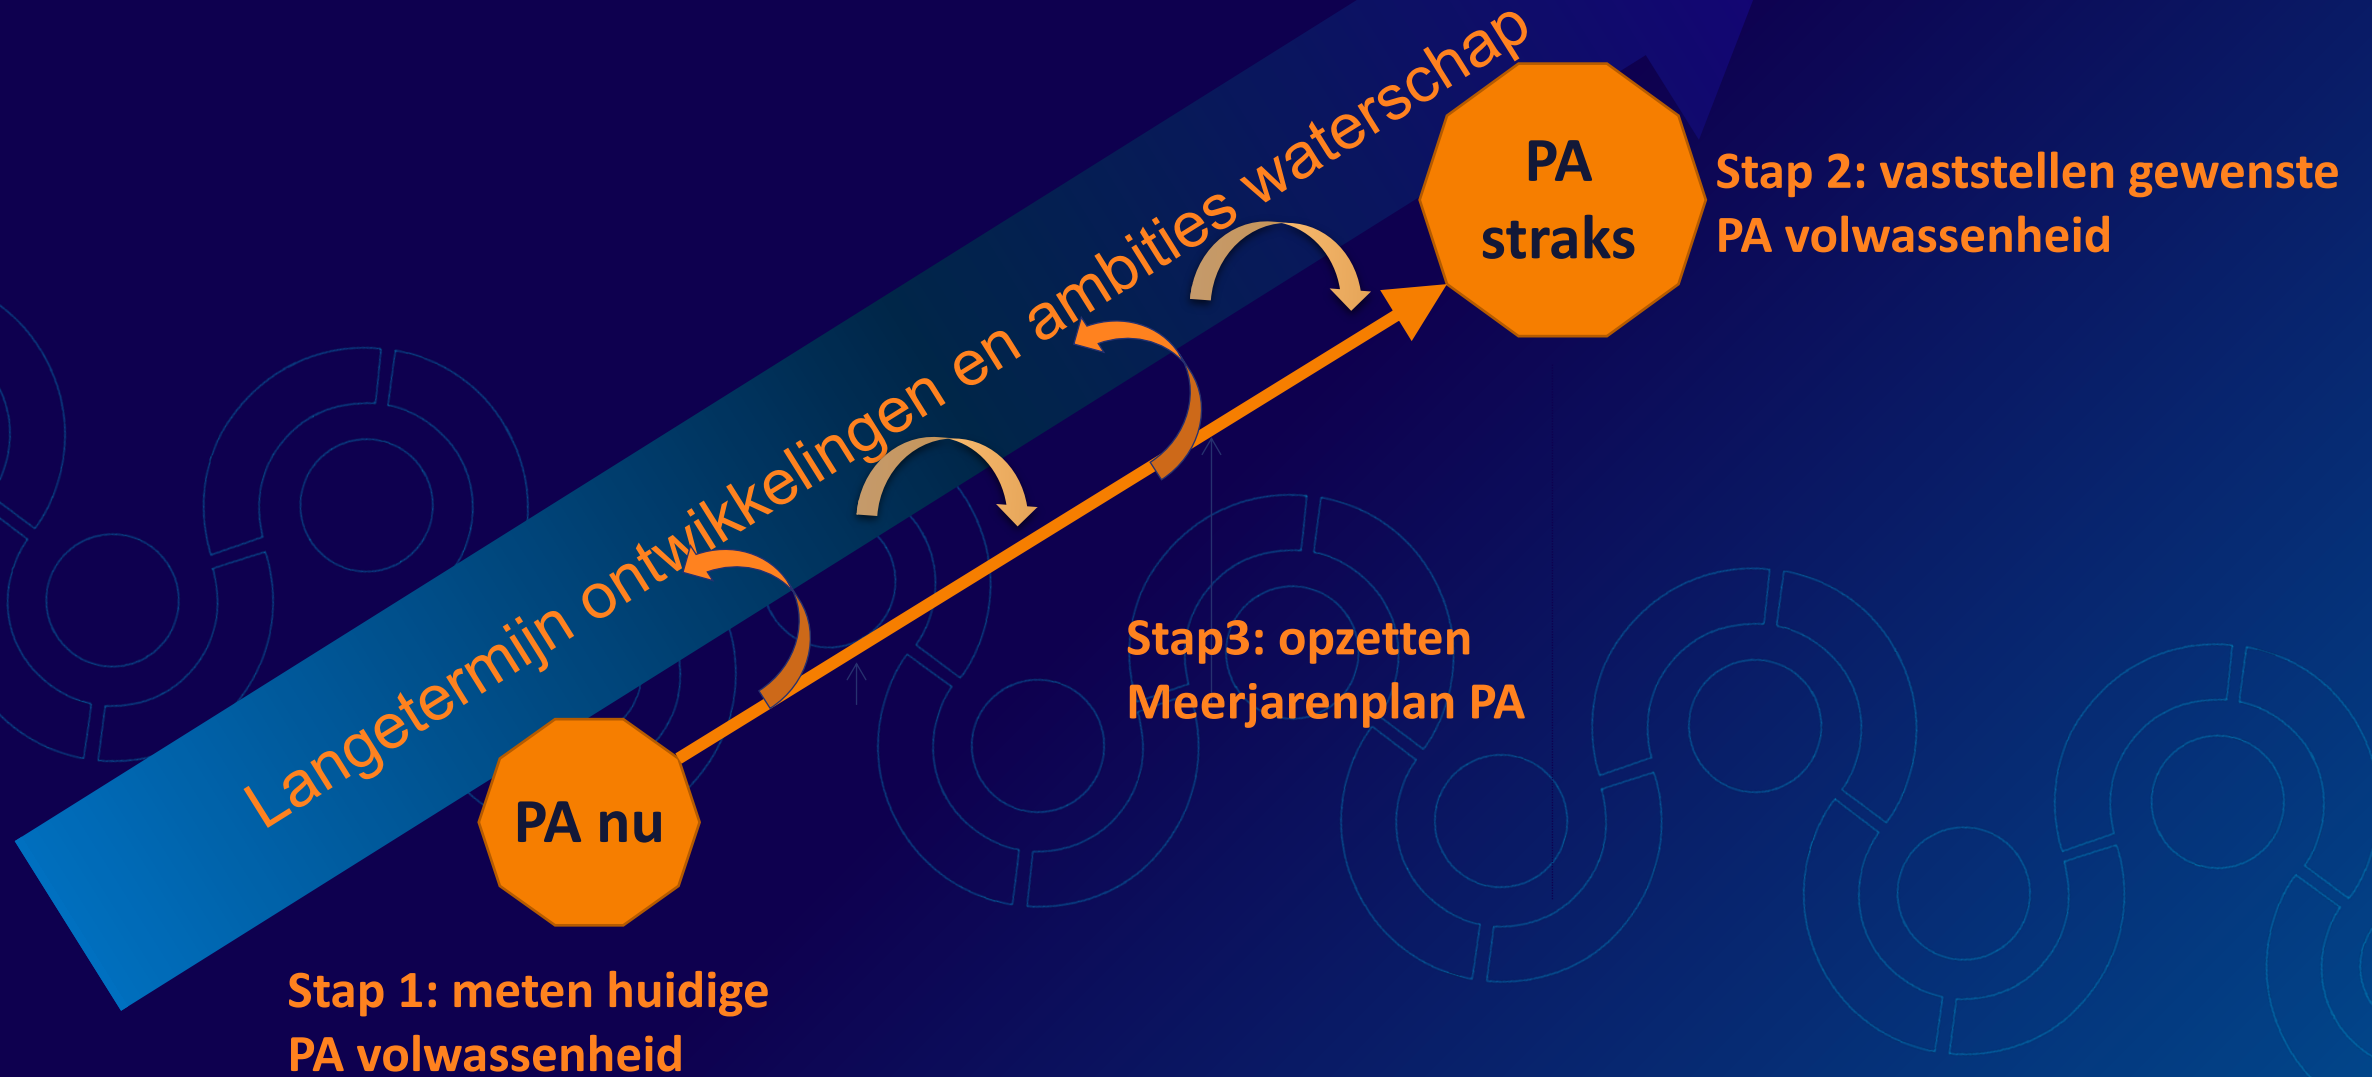 Langetermijn ontwikkelingen en ambities waterschap
PA
straks
Stap 2: vaststellen gewenste
PA volwassenheid
Stap3: opzetten
Meerjarenplan PA
PA nu
Stap 1: meten huidige
PA volwassenheid